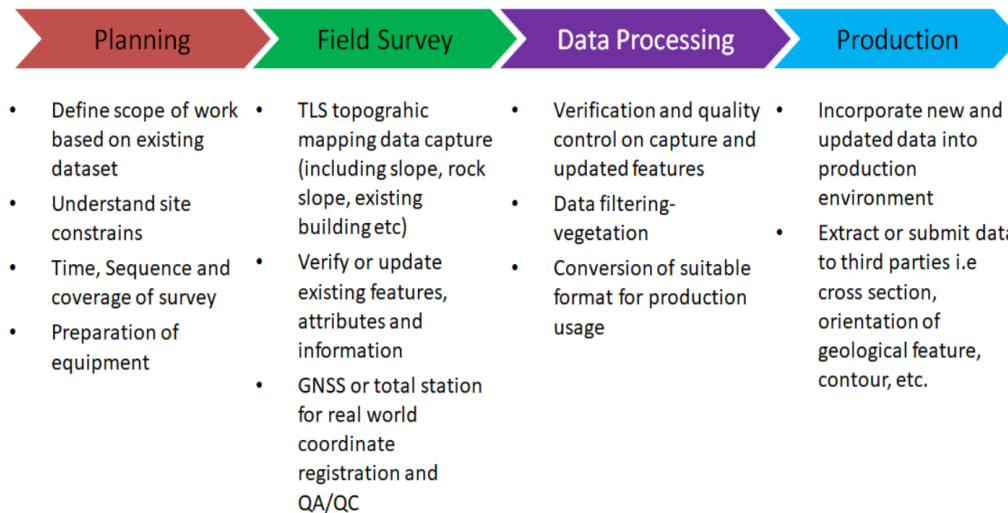 Planning
Field Survey
Data Processing
Production
• Define scope of work
based on existing
dataset
• Understand site
constrains
• Time, Sequence and
coverage of survey
• Preparation of
equipment
• TLS topograhic
mapping data capture
(including slope, rock
slope, existing
building etc)
• Verify or update
existing features,
attributes and
information
• GNSS or total station
for real world
coordinate
registration and
QA/QC
• Verification and quality
control on capture and
updated features
• Data filtering-
vegetation
• Conversion of suitable
format for production
usage
• Incorporate new and
updated data into
production
environment
• Extract or submit data
to third parties i.e
cross section,
orientation of
geological feature,
contour, etc.